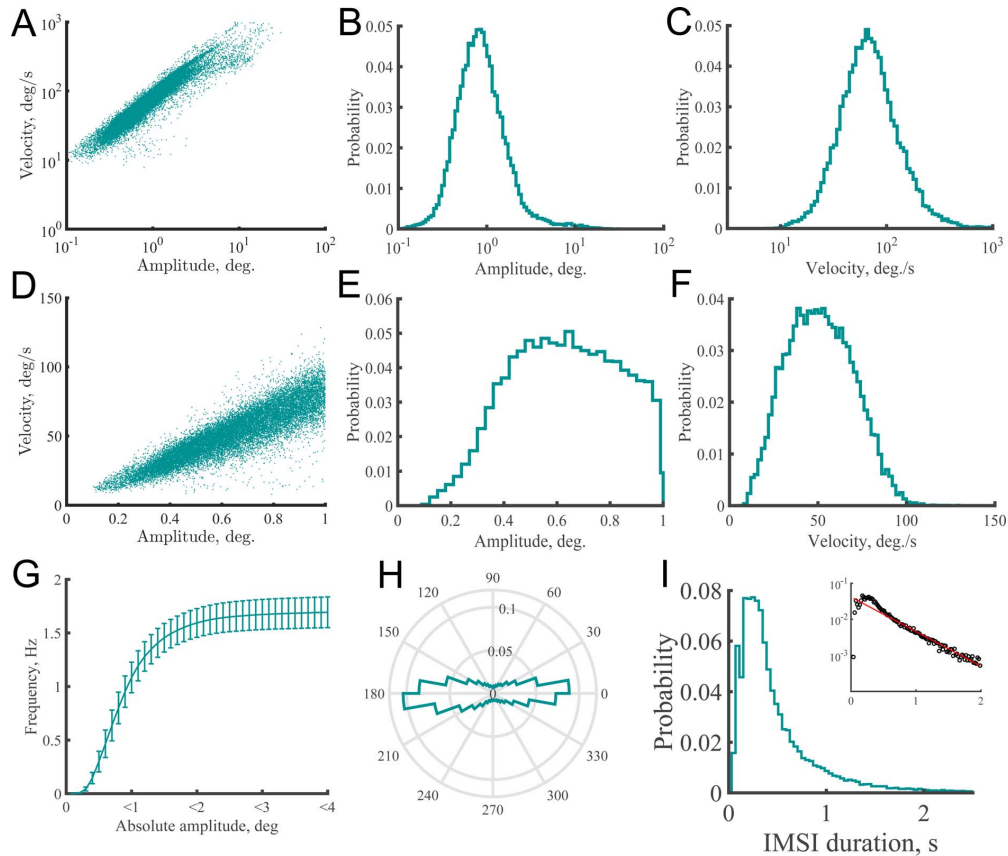 A
Velocity, deg/s
10³
10²
10¹
10⁰
10⁻¹ 10⁰ 10¹ 10²
Amplitude, deg.
B
Probability
0.05
0.04
0.03
0.02
0.01
0
10⁻¹ 10⁰ 10¹ 10²
Amplitude, deg.
C
Probability
0.05
0.04
0.03
0.02
0.01
0
10¹ 10² 10³
Velocity, deg./s
D
Velocity, deg/s
150
100
50
0
0 0.2 0.4 0.6 0.8 1
Amplitude, deg.
E
Probability
0.06
0.05
0.04
0.03
0.02
0.01
0
0 0.2 0.4 0.6 0.8 1
Amplitude, deg.
F
Probability
0.04
0.03
0.02
0.01
0
0 50 100 150
Velocity, deg./s
G
Frequency, Hz
2
1.5
1
0.5
0
0 <1 <2 <3 <4
Absolute amplitude, deg
H
90
120 60
0.1
150 30
0.05
180 0 0
210 330
240 300
270
I
Probability
0.08
0.06
0.04
0.02
0
0 1 2
IMSI duration, s
10⁻¹
10⁻²
10⁻³
0 1 2